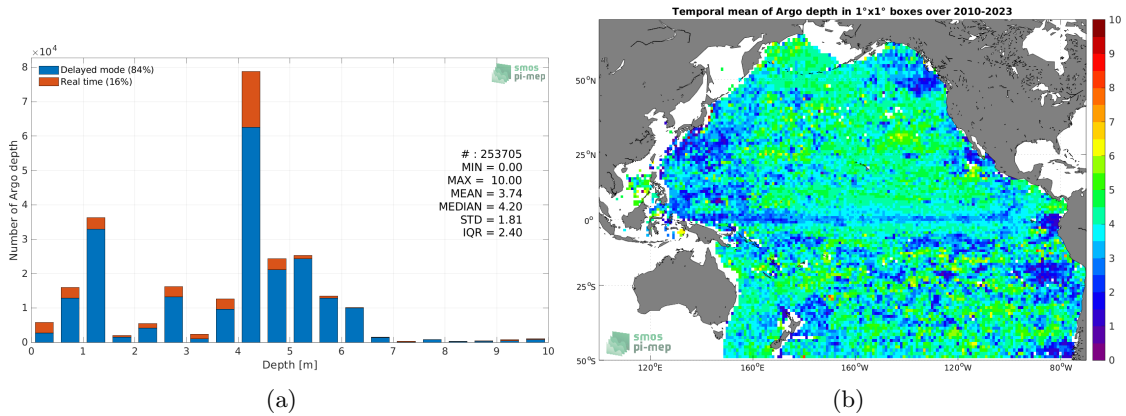 ×10⁴
8
7
6
5
4
3
2
1
0
Number of Argo depth
Delayed mode (84%)
Real time (16%)
smos
pi-mep
# : 253705
MIN = 0.00
MAX = 10.00
MEAN = 3.74
MEDIAN = 4.20
STD = 1.81
IQR = 2.40
0 1 2 3 4 5 6 7 8 9 10
Depth [m]
(a)
Temporal mean of Argo depth in 1°x1° boxes over 2010-2023
50°N
25°N
0°
25°S
50°S
120°E 160°E 160°W 120°W 80°W
smos
pi-mep
10
9
8
7
6
5
4
3
2
1
0
(b)